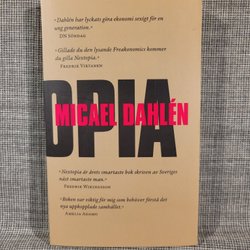 »Dahlén har lyckats göra ekonomi sexigt för en
ung generation.«
DN SÖNDAG
»Gillade du den lysande Freakonomics kommer
du gilla Nextopia.«
FREDRIK VIRTANEN
OPIA
MICAEL DAHLÉN
»Nextopia är årets smartaste bok skriven av Sveriges
näst smartaste man.«
FREDRIK WIKINGSSON
»Boken var viktig för mig som behöver förstå det
nya uppkopplade samhället.«
AMELIA ADAMO